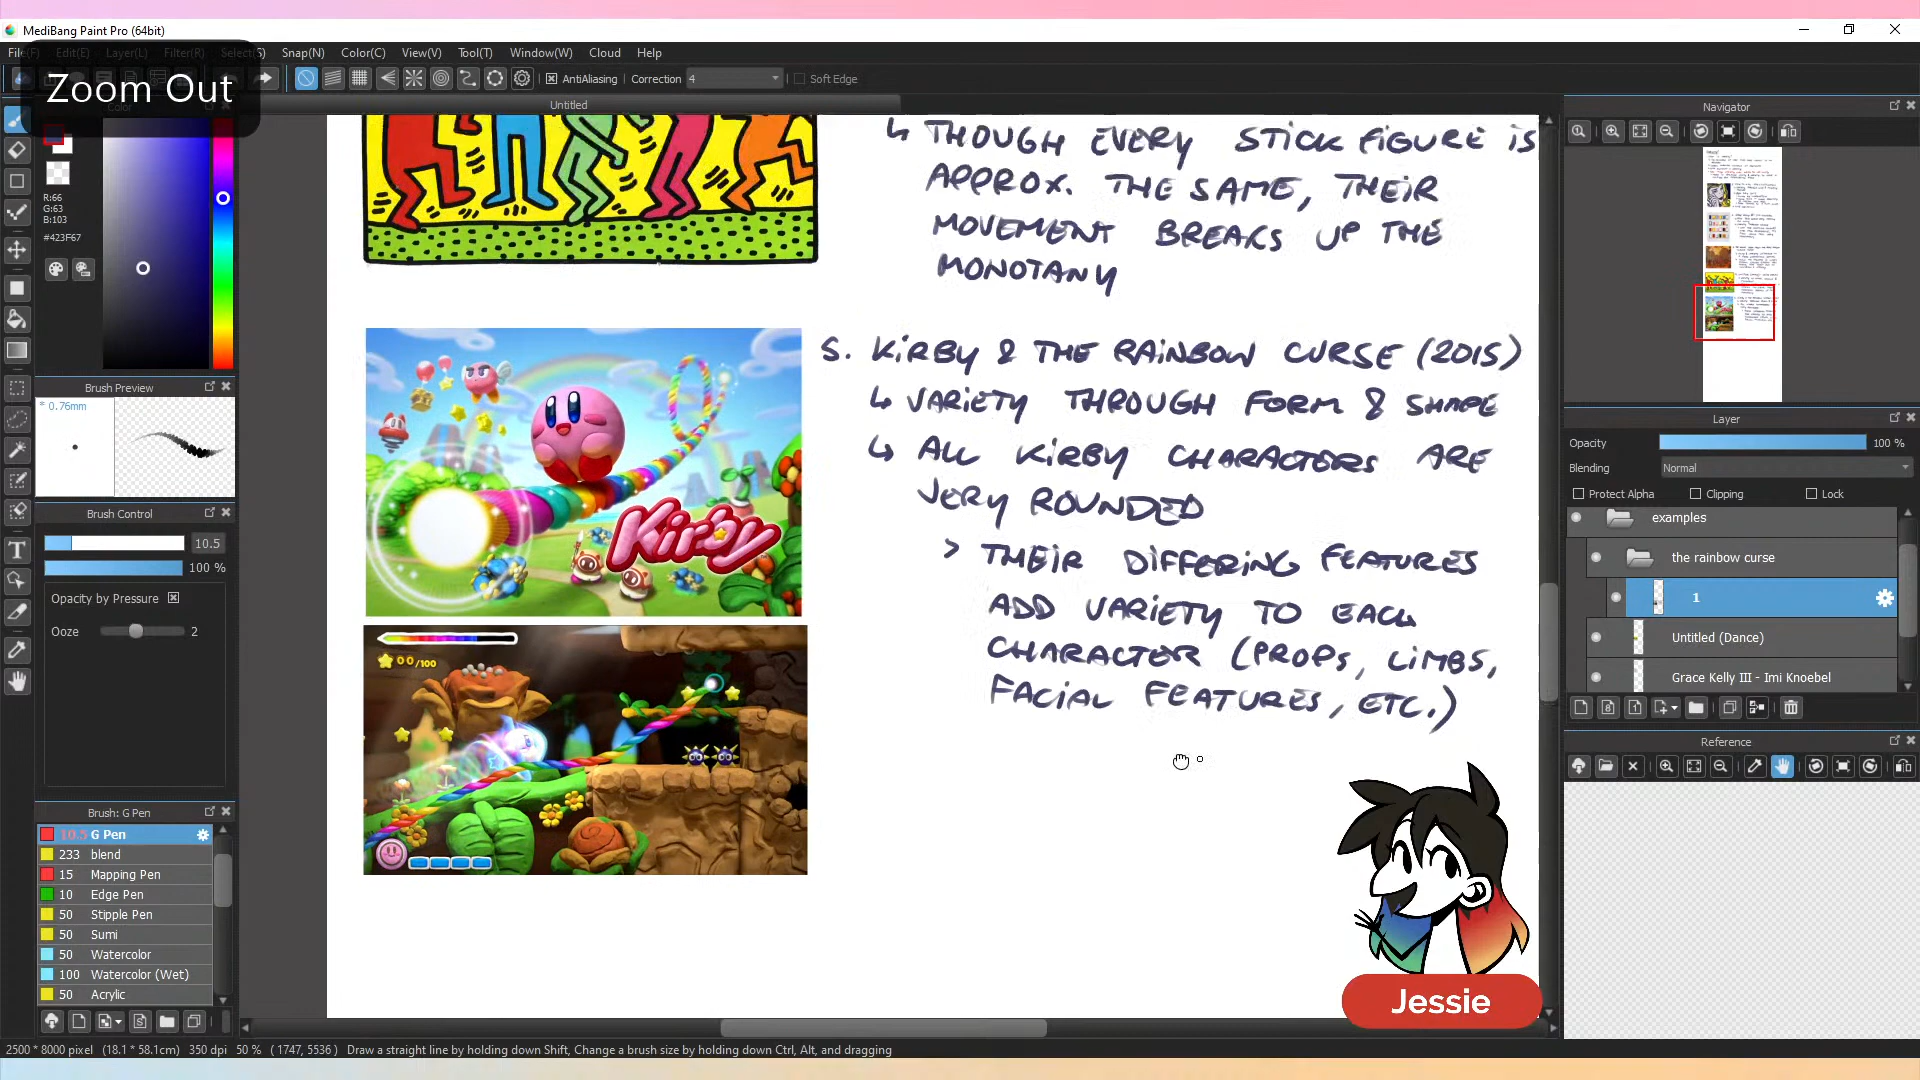 MediBang Paint Pro (64bit)
File(F) Edit(E) Layer(L) Filter(R) Select(S) Snap(N) Color(C) View(V) Tool(T) Window(W) Cloud Help
Zoom Out
AntiAliasing Correction 4 Soft Edge
Color
Untitled
Navigator
R:66
G:63
B:103
#423F67
↳ THOUGH EVERY STICK FIGURE IS
APPROX. THE SAME, THEIR
MOVEMENT BREAKS UP THE
MONOTANY
5. KIRBY & THE RAINBOW CURSE (2015)
↳ VARIETY THROUGH FORM & SHAPE
↳ ALL KIRBY CHARACTERS ARE
VERY ROUNDED
> THEIR DIFFERING FEATURES
ADD VARIETY TO EACH
CHARACTER (PROPS, LIMBS,
FACIAL FEATURES, ETC.)
Kirby
00/100
Brush Preview
* 0.76mm
Brush Control
10.5
100 %
Opacity by Pressure
Ooze 2
Brush: G Pen
10.5 G Pen
233 blend
15 Mapping Pen
10 Edge Pen
50 Stipple Pen
50 Sumi
50 Watercolor
100 Watercolor (Wet)
50 Acrylic
Layer
Opacity 100 %
Blending Normal
Protect Alpha Clipping Lock
examples
the rainbow curse
1
Untitled (Dance)
Grace Kelly III - Imi Knoebel
Reference
Jessie
2500 * 8000 pixel (18.1 * 58.1cm) 350 dpi 50 % ( 1747, 5536 ) Draw a straight line by holding down Shift, Change a brush size by holding down Ctrl, Alt, and dragging